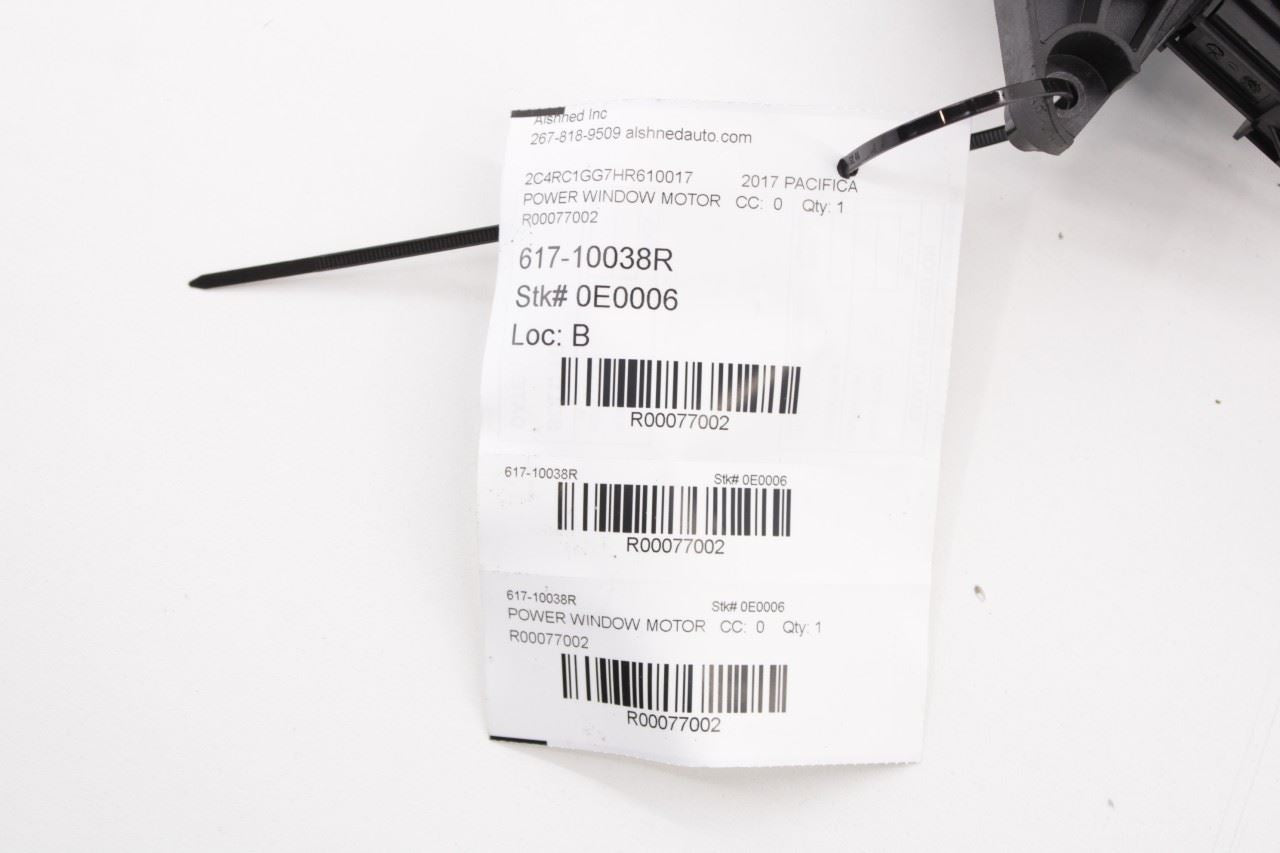 Alshned Inc
267-818-9509 alshnedauto.com
2C4RC1GG7HR610017 2017 PACIFICA
POWER WINDOW MOTOR CC: 0 Qty: 1
R00077002
617-10038R
Stk# 0E0006
Loc: B
R00077002
617-10038R Stk# 0E0006
R00077002
617-10038R Stk# 0E0006
POWER WINDOW MOTOR CC: 0 Qty: 1
R00077002
R00077002